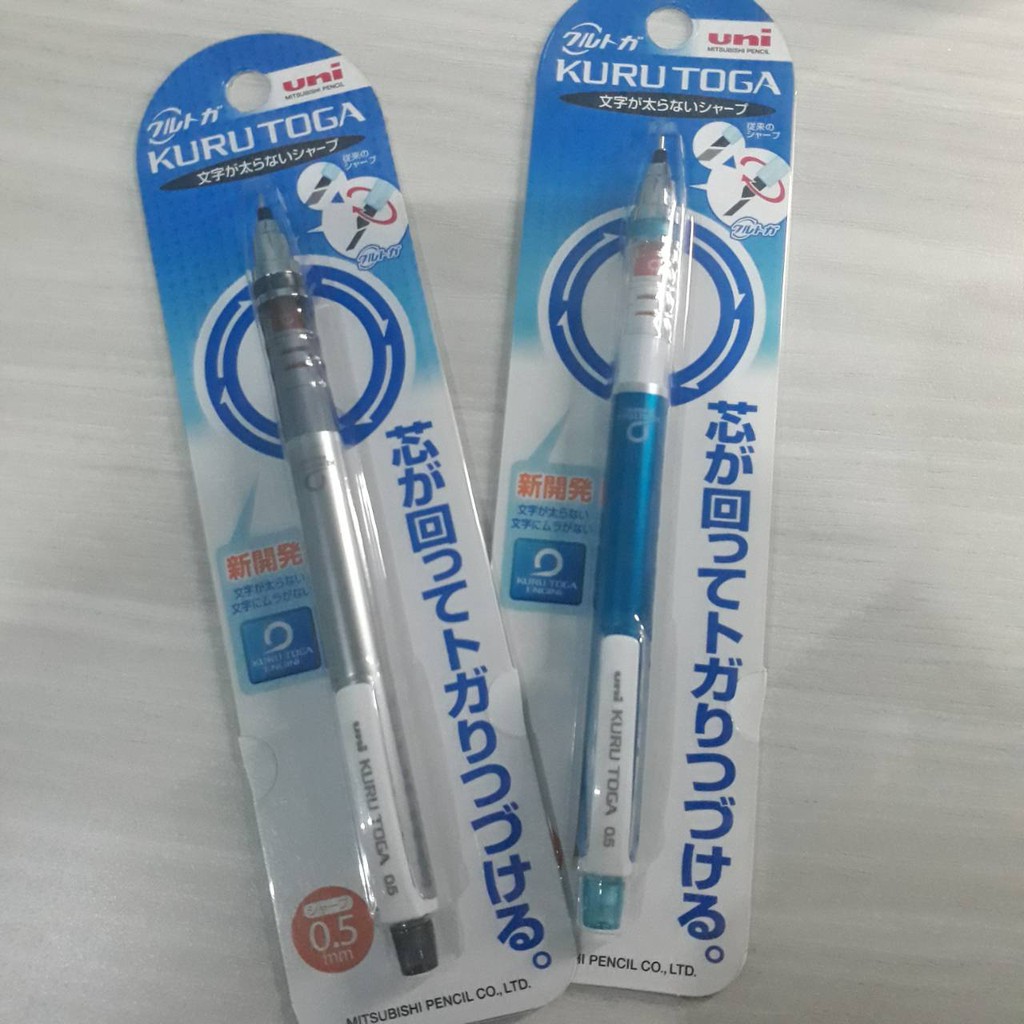 uni
MITSUBISHI PENCIL
クルトガ
KURU TOGA
文字が太らないシャープ
従来の
シャープ
クルトガ
芯が回ってトガりつづける。
新開発
文字が太らない
文字にムラがない
KURU TOGA
ENGINE
uni KURU TOGA 0.5
シャープ
0.5
mm
MITSUBISHI PENCIL CO., LTD.
uni
MITSUBISHI PENCIL
クルトガ
KURU TOGA
文字が太らないシャープ
従来の
シャープ
クルトガ
芯が回ってトガりつづける。
新開発
文字が太らない
文字にムラがない
KURU TOGA
ENGINE
uni KURU TOGA 0.5
HI PENCIL CO., LTD.